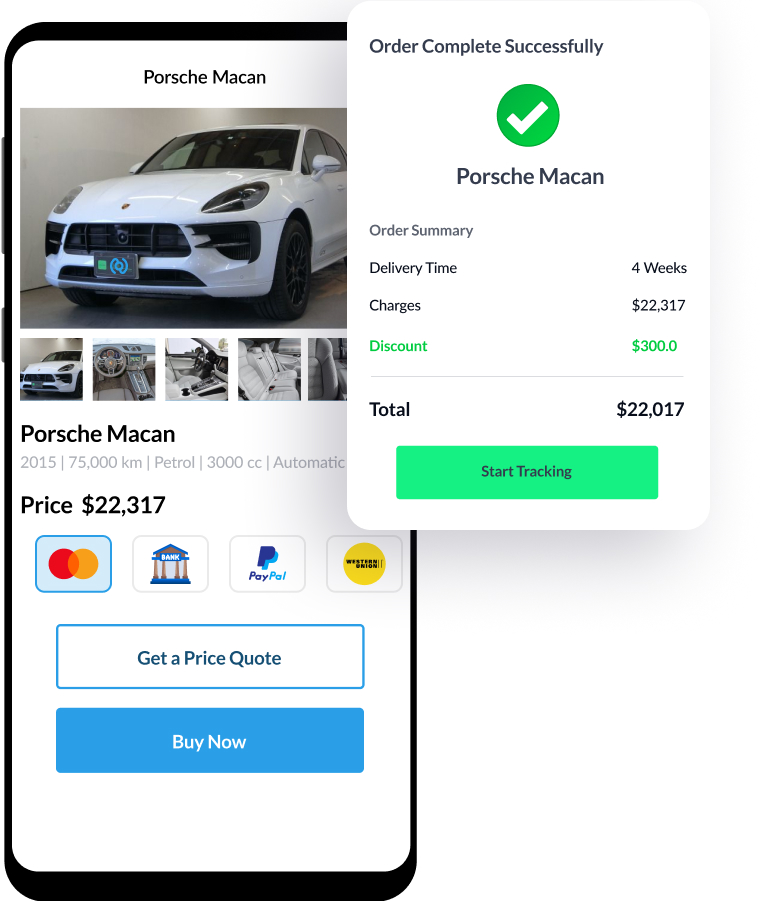 Porsche Macan
Porsche Macan
2015 | 75,000 km | Petrol | 3000 cc | Automatic
Price $22,317
BANK
PayPal
WESTERN
UNION
Get a Price Quote
Buy Now
Order Complete Successfully
Porsche Macan
Order Summary
Delivery Time 4 Weeks
Charges $22,317
Discount $300.0
Total $22,017
Start Tracking